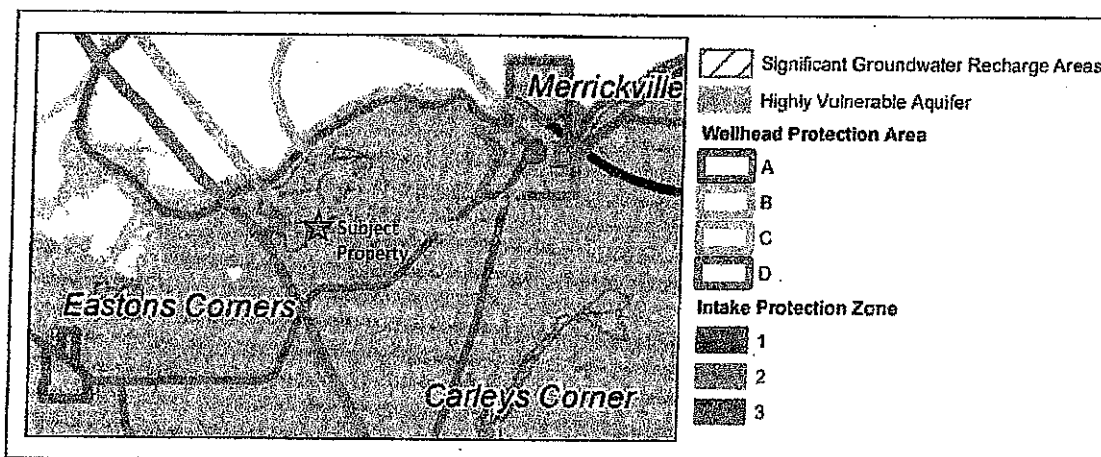 Merrickville
Subject
Property
Eastons Corners
Carleys Corner
Significant Groundwater Recharge Areas
Highly Vulnerable Aquifer
Wellhead Protection Area
A
B
C
D
Intake Protection Zone
1
2
3